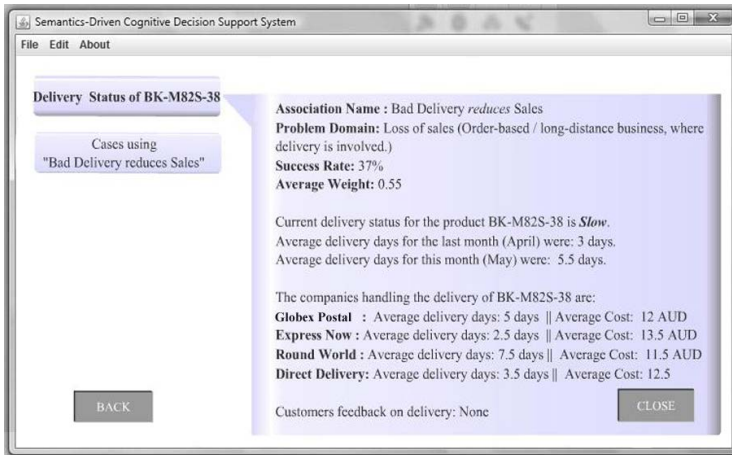 Semantics-Driven Cognitive Decision Support System
File Edit About
Delivery Status of BK-M82S-38
Cases using
"Bad Delivery reduces Sales"
Association Name : Bad Delivery reduces Sales
Problem Domain: Loss of sales (Order-based / long-distance business, where
delivery is involved.)
Success Rate: 37%
Average Weight: 0.55
Current delivery status for the product BK-M82S-38 is Slow.
Average delivery days for the last month (April) were: 3 days.
Average delivery days for this month (May) were: 5.5 days.
The companies handling the delivery of BK-M82S-38 are:
Globex Postal : Average delivery days: 5 days || Average Cost: 12 AUD
Express Now : Average delivery days: 2.5 days || Average Cost: 13.5 AUD
Round World : Average delivery days: 7.5 days || Average Cost: 11.5 AUD
Direct Delivery: Average delivery days: 3.5 days || Average Cost: 12.5
Customers feedback on delivery: None
BACK
CLOSE